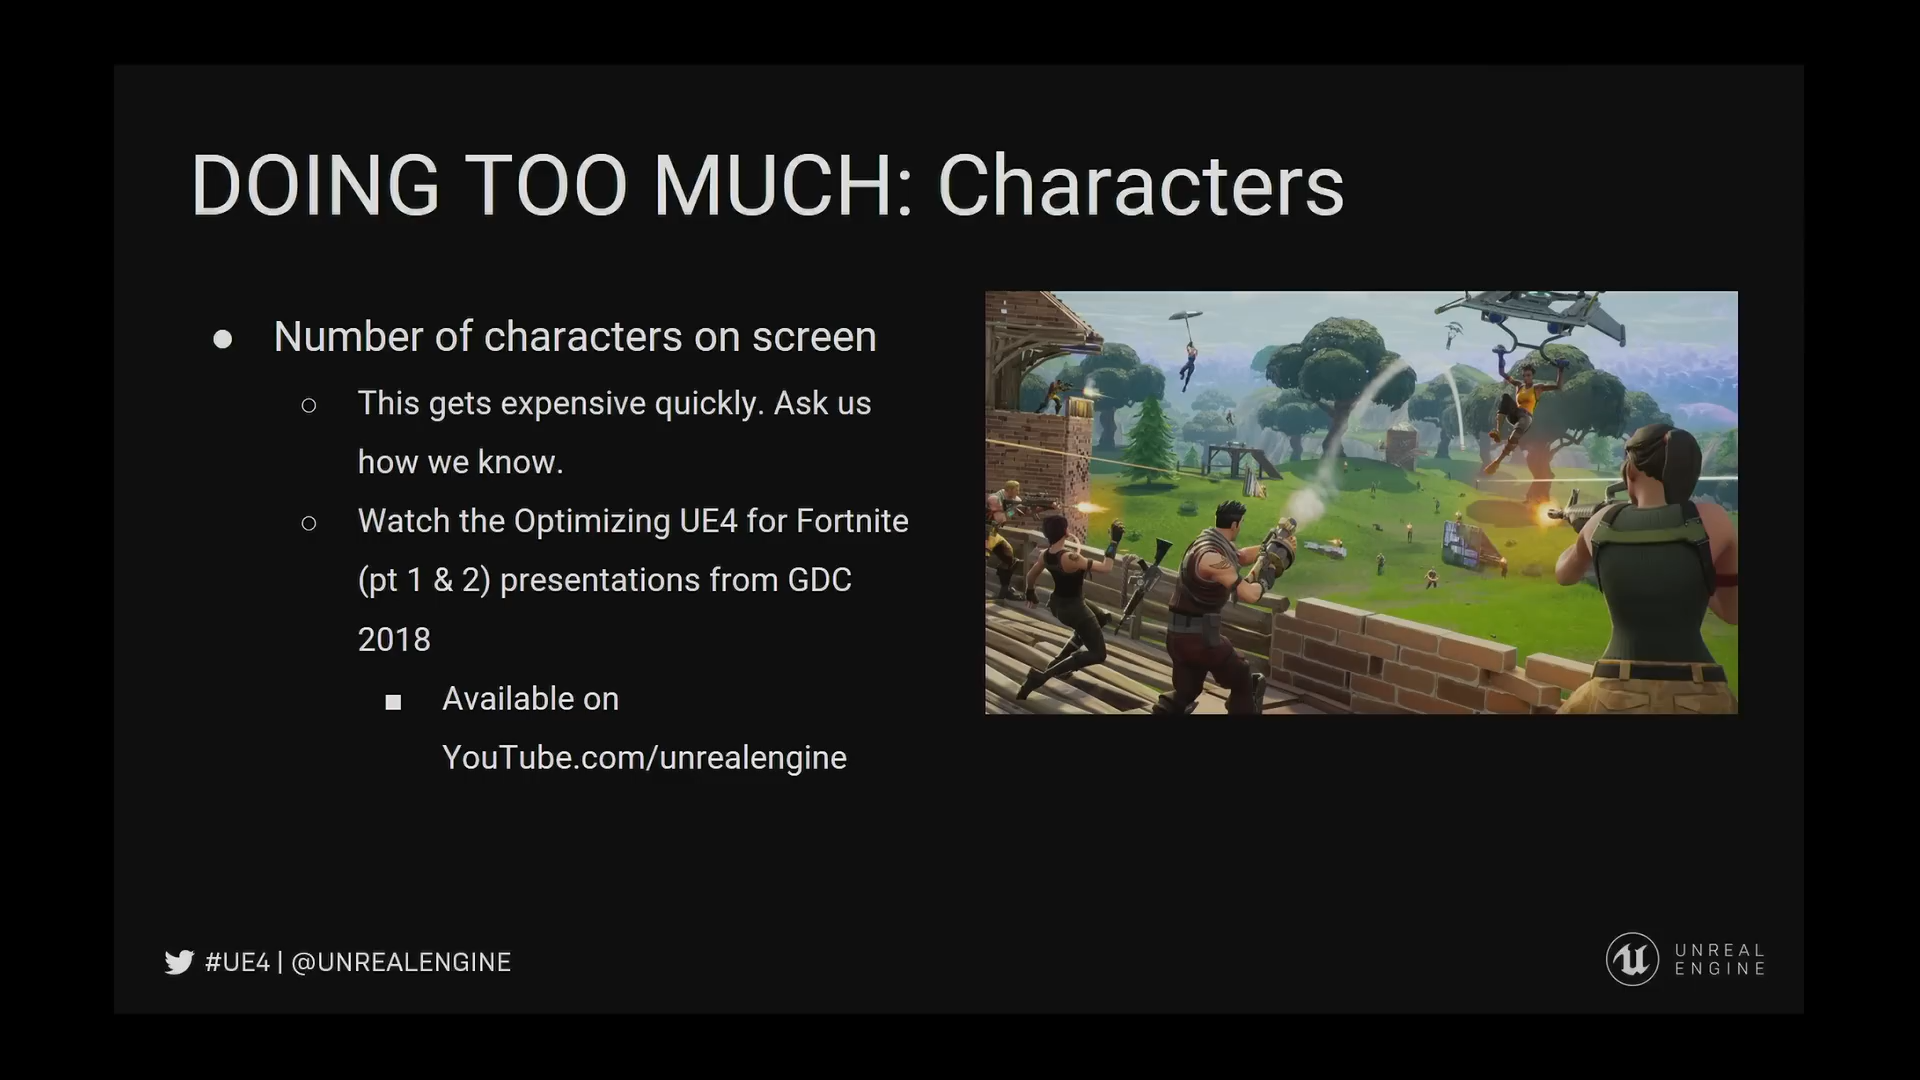 DOING TOO MUCH: Characters
● Number of characters on screen
○ This gets expensive quickly. Ask us
how we know.
○ Watch the Optimizing UE4 for Fortnite
(pt 1 & 2) presentations from GDC
2018
■ Available on
YouTube.com/unrealengine
#UE4 | @UNREALENGINE
UNREAL
ENGINE